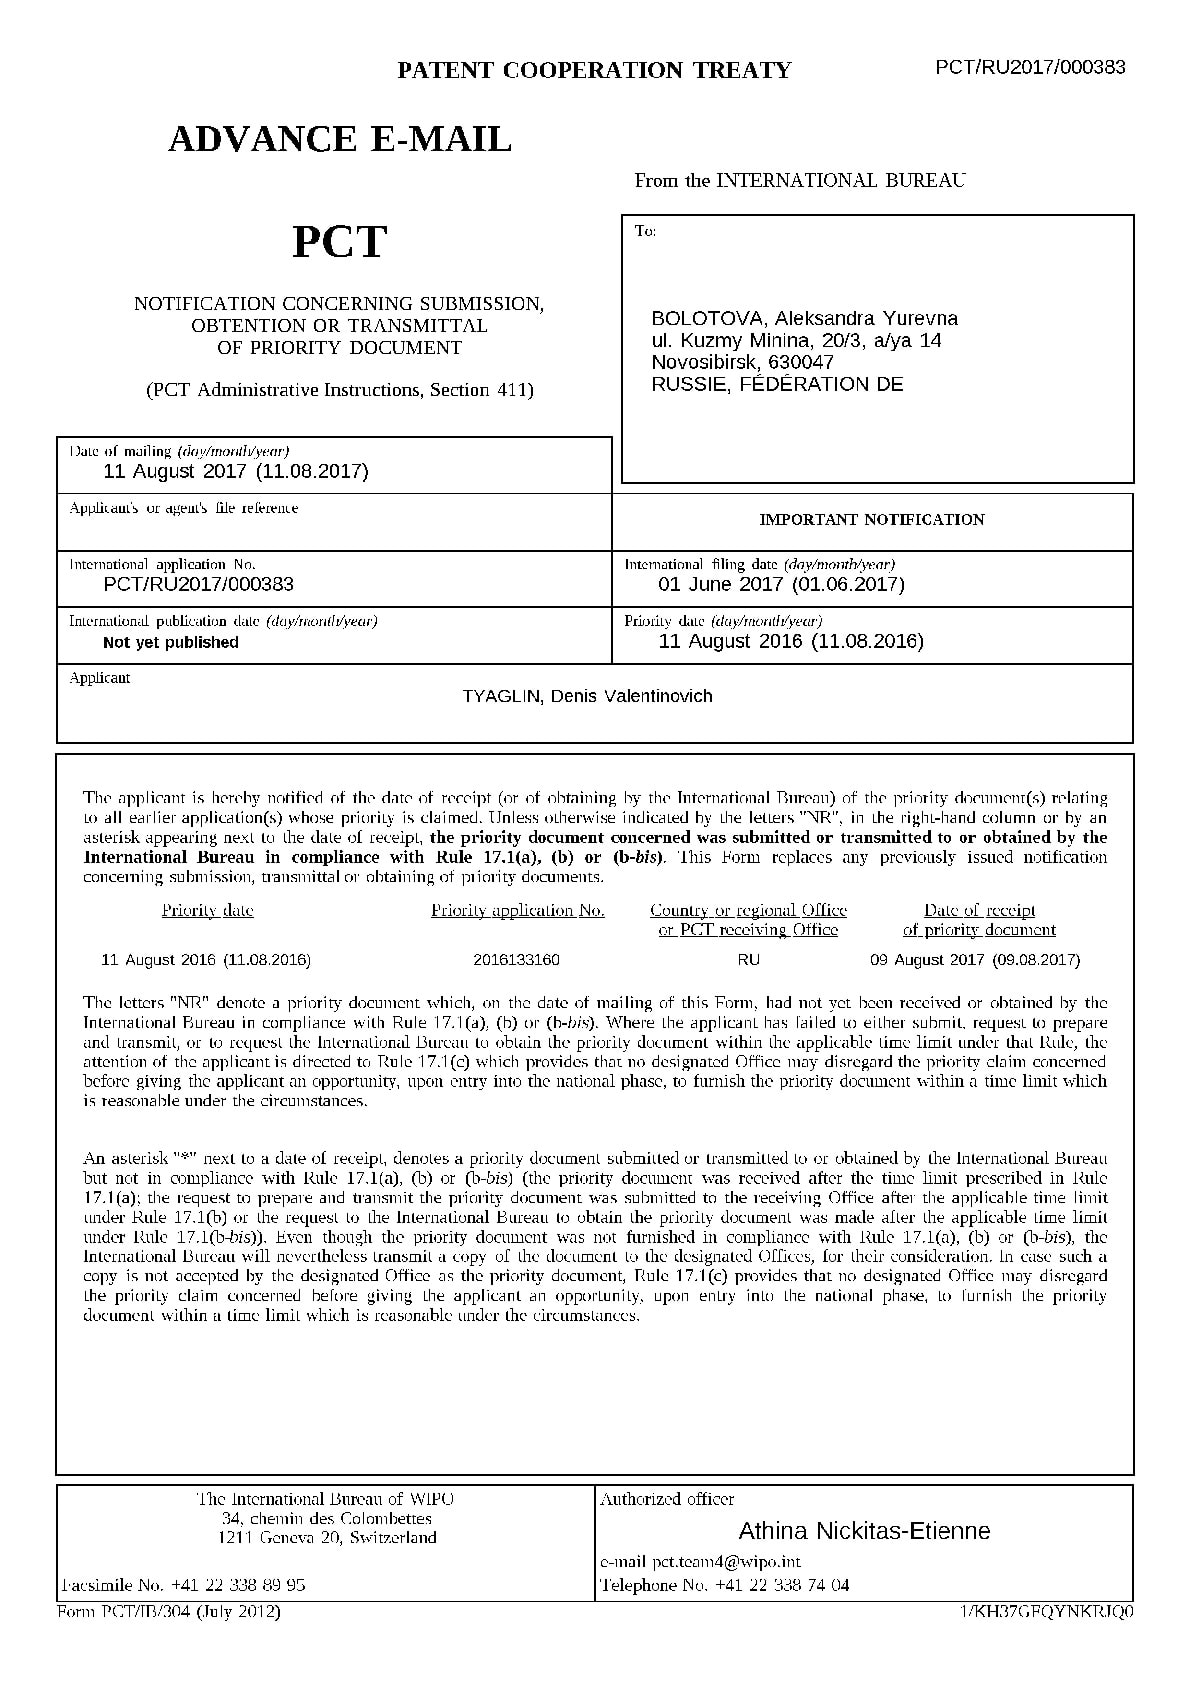 PATENT COOPERATION TREATY
PCT/RU2017/000383
ADVANCE E-MAIL
From the INTERNATIONAL BUREAU
PCT
NOTIFICATION CONCERNING SUBMISSION,
OBTENTION OR TRANSMITTAL
OF PRIORITY DOCUMENT
(PCT Administrative Instructions, Section 411)
To:
BOLOTOVA, Aleksandra Yurevna
ul. Kuzmy Minina, 20/3, a/ya 14
Novosibirsk, 630047
RUSSIE, FÉDÉRATION DE
Date of mailing (day/month/year)
11 August 2017 (11.08.2017)
Applicant's or agent's file reference
IMPORTANT NOTIFICATION
International application No.
PCT/RU2017/000383
International filing date (day/month/year)
01 June 2017 (01.06.2017)
International publication date (day/month/year)
Not yet published
Priority date (day/month/year)
11 August 2016 (11.08.2016)
Applicant
TYAGLIN, Denis Valentinovich
The applicant is hereby notified of the date of receipt (or of obtaining by the International Bureau) of the priority document(s) relating
to all earlier application(s) whose priority is claimed. Unless otherwise indicated by the letters "NR", in the right-hand column or by an
asterisk appearing next to the date of receipt, the priority document concerned was submitted or transmitted to or obtained by the
International Bureau in compliance with Rule 17.1(a), (b) or (b-bis). This Form replaces any previously issued notification
concerning submission, transmittal or obtaining of priority documents.
Priority date Priority application No. Country or regional Office Date of receipt
or PCT receiving Office of priority document
11 August 2016 (11.08.2016) 2016133160 RU 09 August 2017 (09.08.2017)
The letters "NR" denote a priority document which, on the date of mailing of this Form, had not yet been received or obtained by the
International Bureau in compliance with Rule 17.1(a), (b) or (b-bis). Where the applicant has failed to either submit, request to prepare
and transmit, or to request the International Bureau to obtain the priority document within the applicable time limit under that Rule, the
attention of the applicant is directed to Rule 17.1(c) which provides that no designated Office may disregard the priority claim concerned
before giving the applicant an opportunity, upon entry into the national phase, to furnish the priority document within a time limit which
is reasonable under the circumstances.
An asterisk "*" next to a date of receipt, denotes a priority document submitted or transmitted to or obtained by the International Bureau
but not in compliance with Rule 17.1(a), (b) or (b-bis) (the priority document was received after the time limit prescribed in Rule
17.1(a); the request to prepare and transmit the priority document was submitted to the receiving Office after the applicable time limit
under Rule 17.1(b) or the request to the International Bureau to obtain the priority document was made after the applicable time limit
under Rule 17.1(b-bis)). Even though the priority document was not furnished in compliance with Rule 17.1(a), (b) or (b-bis), the
International Bureau will nevertheless transmit a copy of the document to the designated Offices, for their consideration. In case such a
copy is not accepted by the designated Office as the priority document, Rule 17.1(c) provides that no designated Office may disregard
the priority claim concerned before giving the applicant an opportunity, upon entry into the national phase, to furnish the priority
document within a time limit which is reasonable under the circumstances.
The International Bureau of WIPO
34, chemin des Colombettes
1211 Geneva 20, Switzerland
Facsimile No. +41 22 338 89 95
Authorized officer
Athina Nickitas-Etienne
e-mail pct.team4@wipo.int
Telephone No. +41 22 338 74 04
Form PCT/IB/304 (July 2012)
1/KH37GFQYNKRJQ0